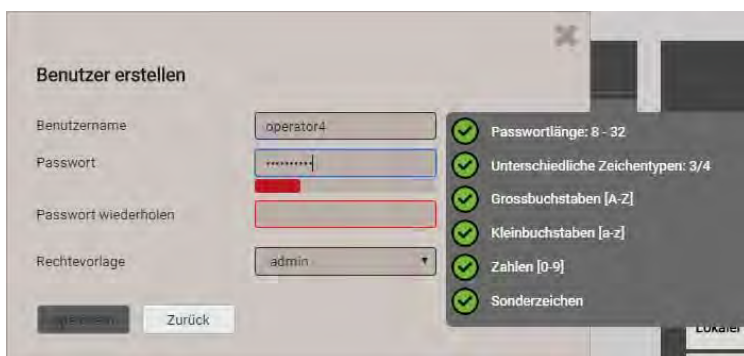 Benutzer erstellen
Benutzername
operator4
Passwort
••••••••••
Passwort wiederholen
Rechtevorlage
admin
Zurück
Passwortlänge: 8 - 32
Unterschiedliche Zeichentypen: 3/4
Grossbuchstaben [A-Z]
Kleinbuchstaben [a-z]
Zahlen [0-9]
Sonderzeichen
Lokaler